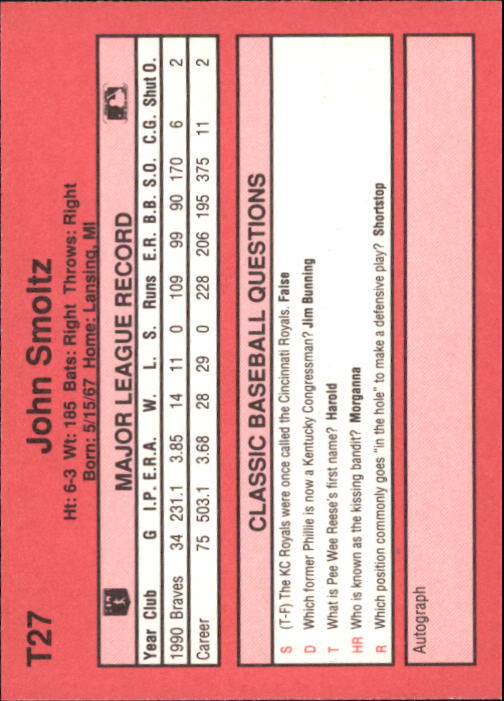 T27
John Smoltz
Ht: 6-3 Wt: 185 Bats: Right Throws: Right
Born: 5/15/67 Home: Lansing, MI
MAJOR LEAGUE RECORD
Year Club G I.P. E.R.A. W. L. S. Runs E.R. B.B. S.O. C.G. Shut O.
1990 Braves 34 231.1 3.85 14 11 0 109 99 90 170 6 2
Career 75 503.1 3.68 28 29 0 228 206 195 375 11 2
CLASSIC BASEBALL QUESTIONS
S (T-F) The KC Royals were once called the Cincinnati Royals. False
D Which former Phillie is now a Kentucky Congressman? Jim Bunning
T What is Pee Wee Reese's first name? Harold
HR Who is known as the kissing bandit? Morganna
R Which position commonly goes "in the hole" to make a defensive play? Shortstop
Autograph